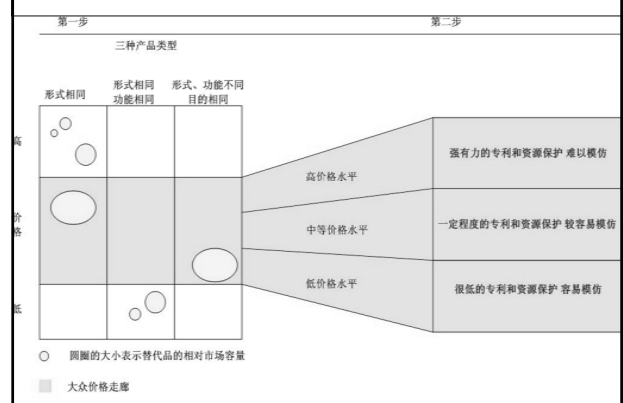 第一步
第二步
三种产品类型
形式相同
形式相同
功能相同
形式、功能不同
目的相同
高
价
格
低
高价格水平
中等价格水平
低价格水平
强有力的专利和资源保护 难以模仿
一定程度的专利和资源保护 较容易模仿
很低的专利和资源保护 容易模仿
圆圈的大小表示替代品的相对市场容量
大众价格走廊